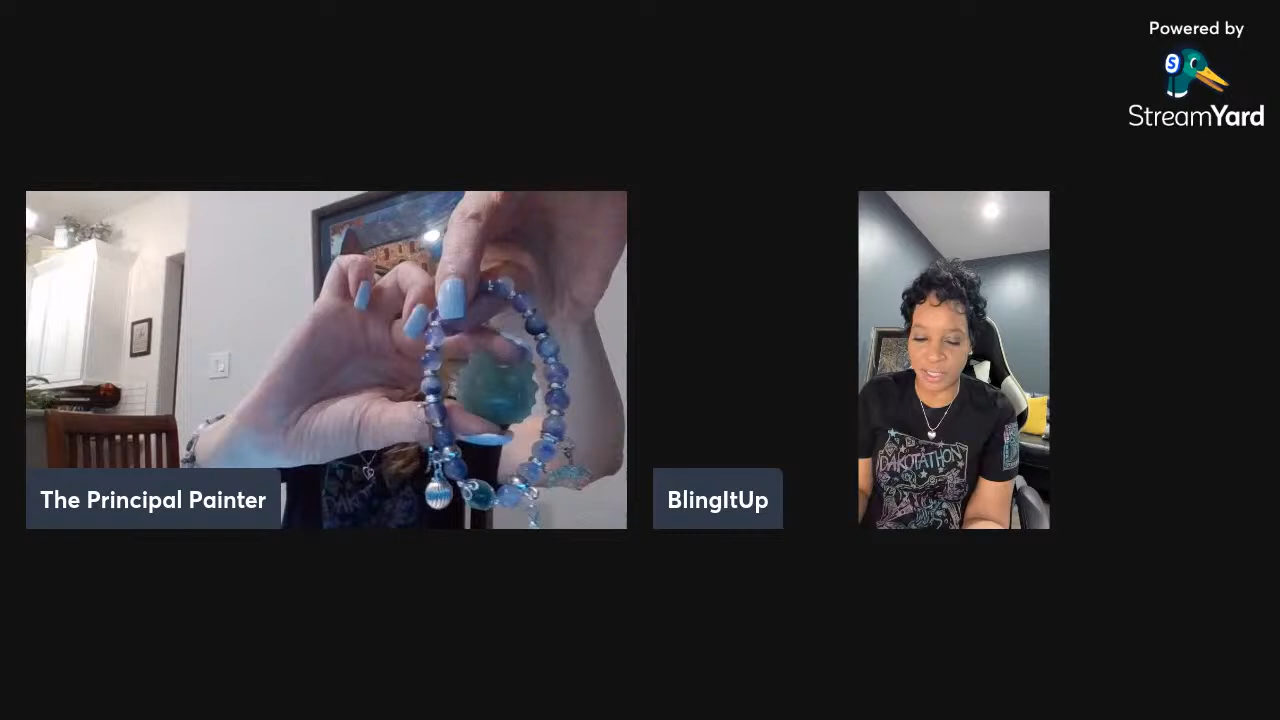 Powered by
S
StreamYard
The Principal Painter
BlingItUp
DAKOTATHON